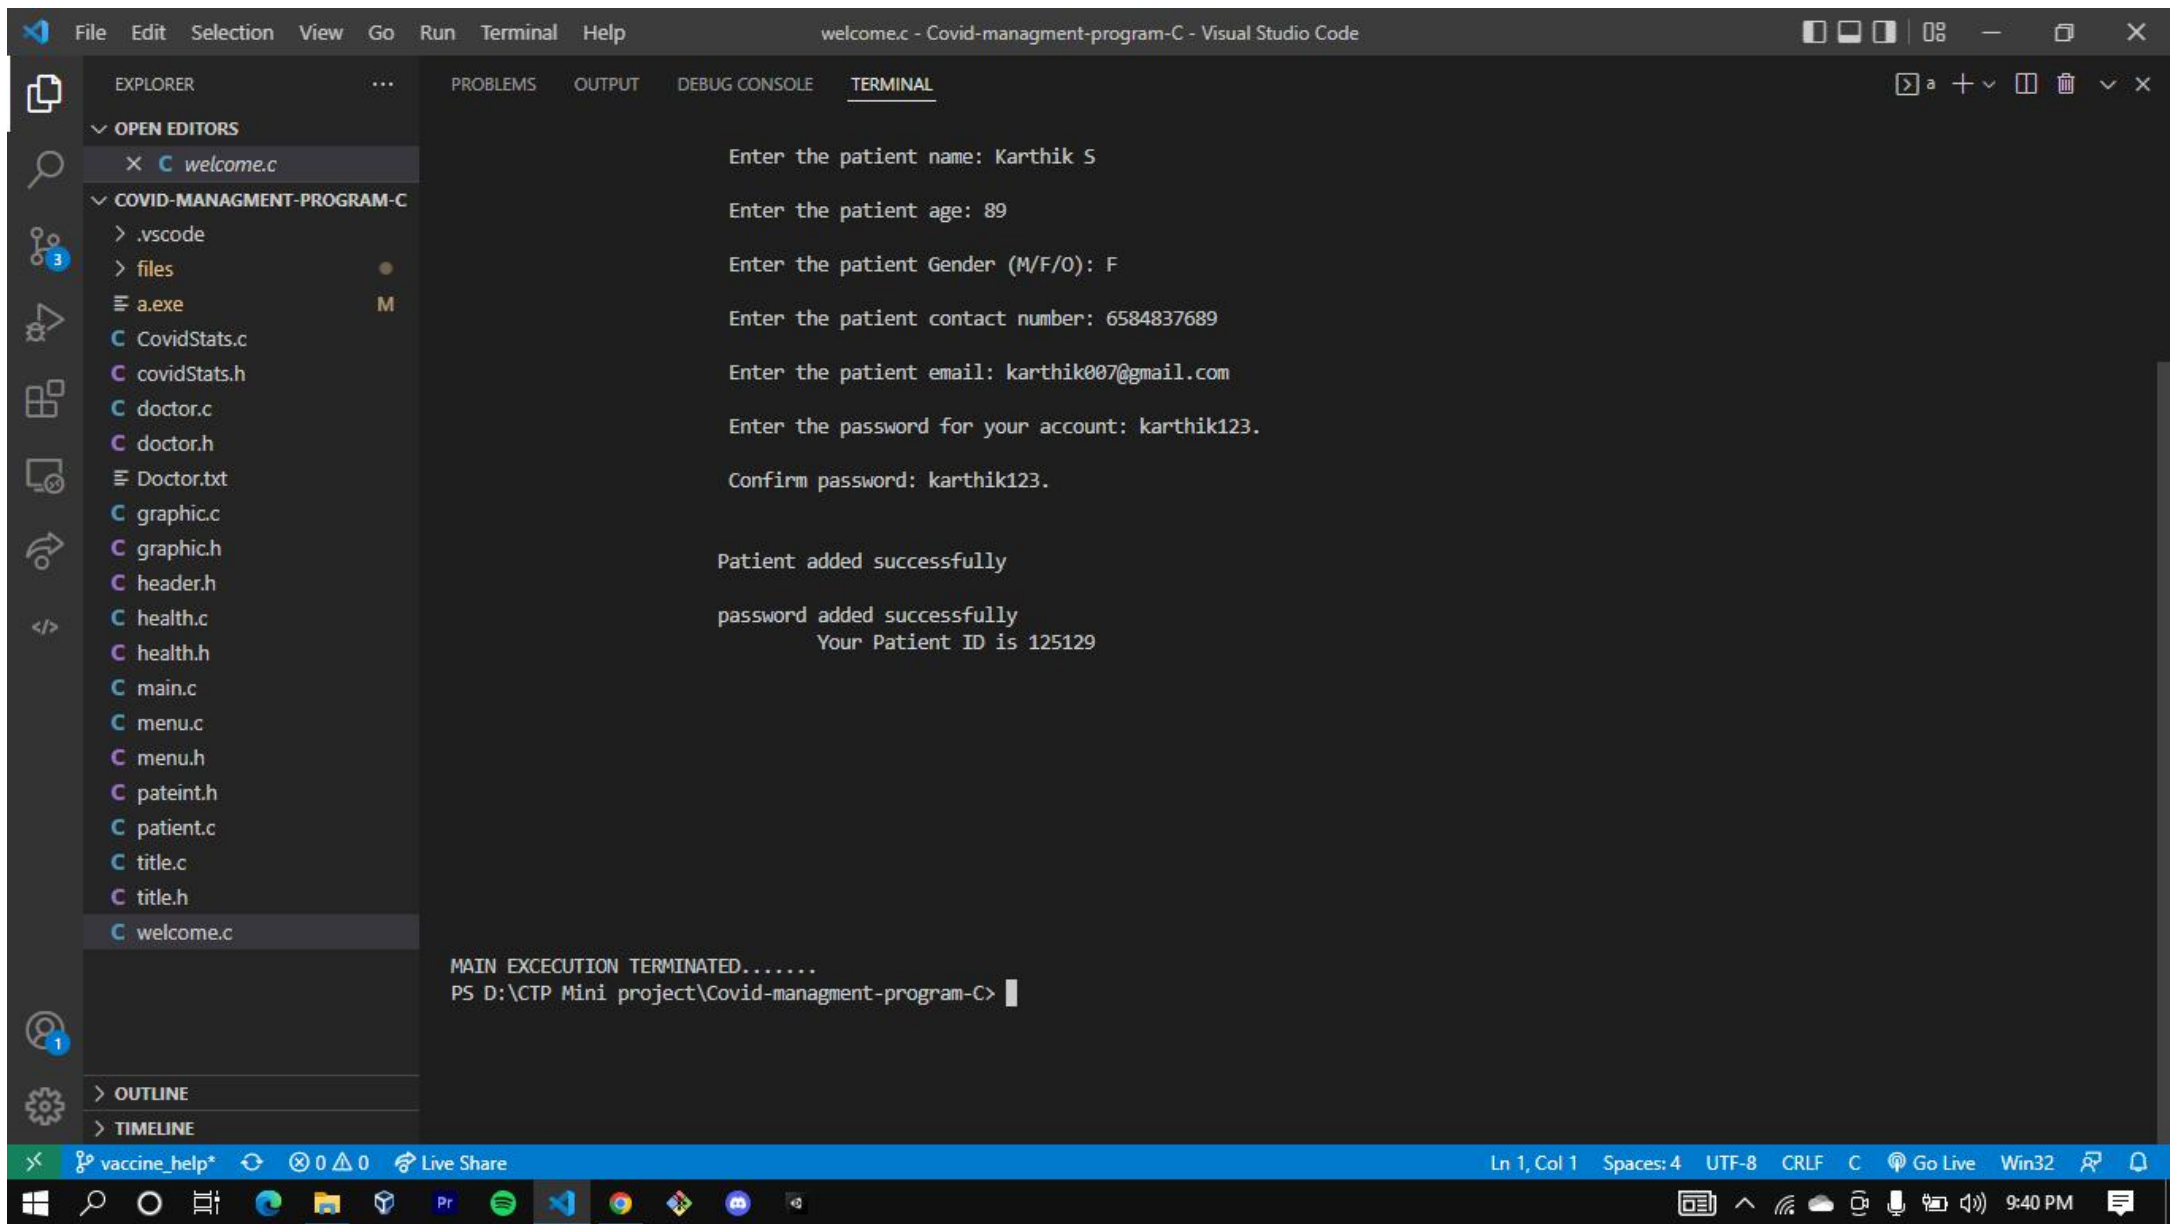 File Edit Selection View Go Run Terminal Help welcome.c - Covid-managment-program-C - Visual Studio Code
EXPLORER ...
OPEN EDITORS
C welcome.c
COVID-MANAGMENT-PROGRAM-C
.vscode
files
a.exe M
C CovidStats.c
C covidStats.h
C doctor.c
C doctor.h
Doctor.txt
C graphic.c
C graphic.h
C header.h
C health.c
C health.h
C main.c
C menu.c
C menu.h
C pateint.h
C patient.c
C title.c
C title.h
C welcome.c
OUTLINE
TIMELINE
3
1
PROBLEMS OUTPUT DEBUG CONSOLE TERMINAL a
Enter the patient name: Karthik S
Enter the patient age: 89
Enter the patient Gender (M/F/O): F
Enter the patient contact number: 6584837689
Enter the patient email: karthik007@gmail.com
Enter the password for your account: karthik123.
Confirm password: karthik123.
Patient added successfully
password added successfully
Your Patient ID is 125129
MAIN EXCECUTION TERMINATED.......
PS D:\CTP Mini project\Covid-managment-program-C>
vaccine_help* 0 0 Live Share Ln 1, Col 1 Spaces: 4 UTF-8 CRLF C Go Live Win32
Pr 9:40 PM